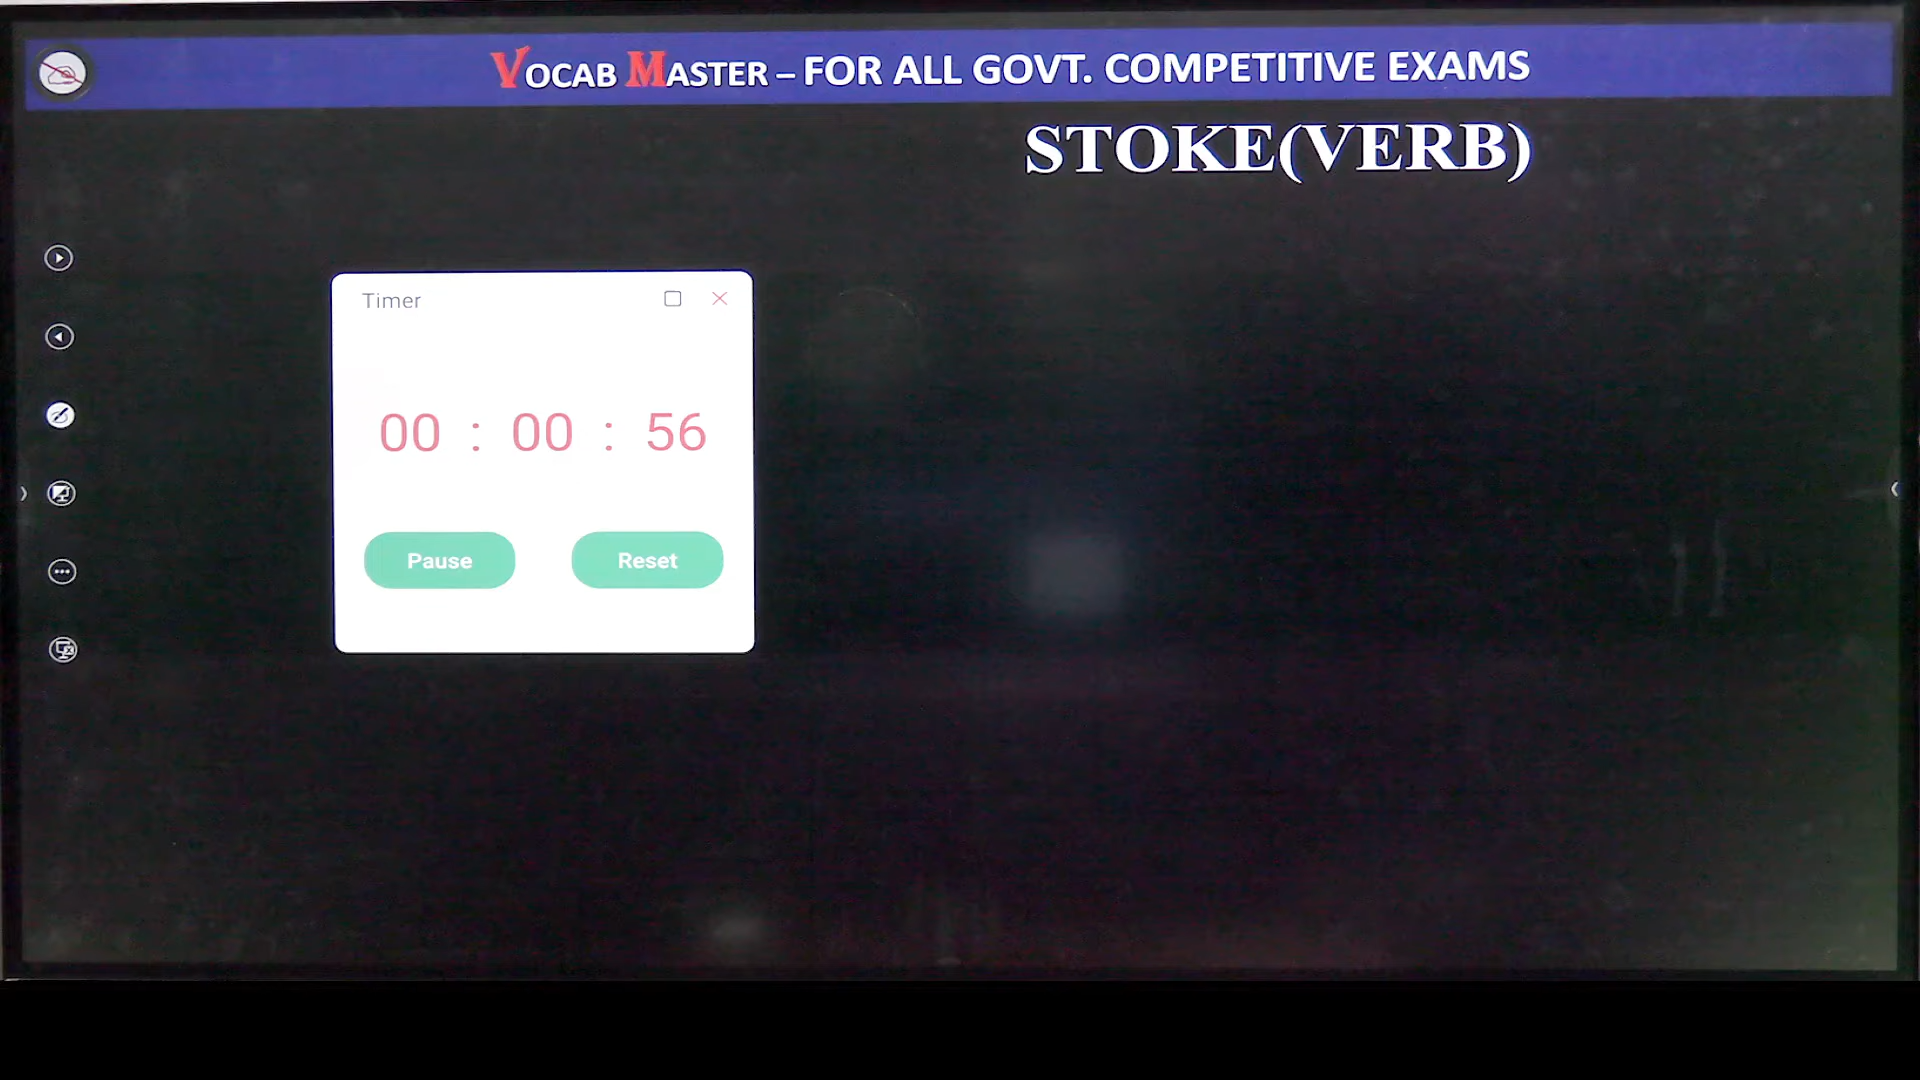 VOCAB MASTER – FOR ALL GOVT. COMPETITIVE EXAMS
STOKE(VERB)
Timer
00 : 00 : 56
Pause Reset